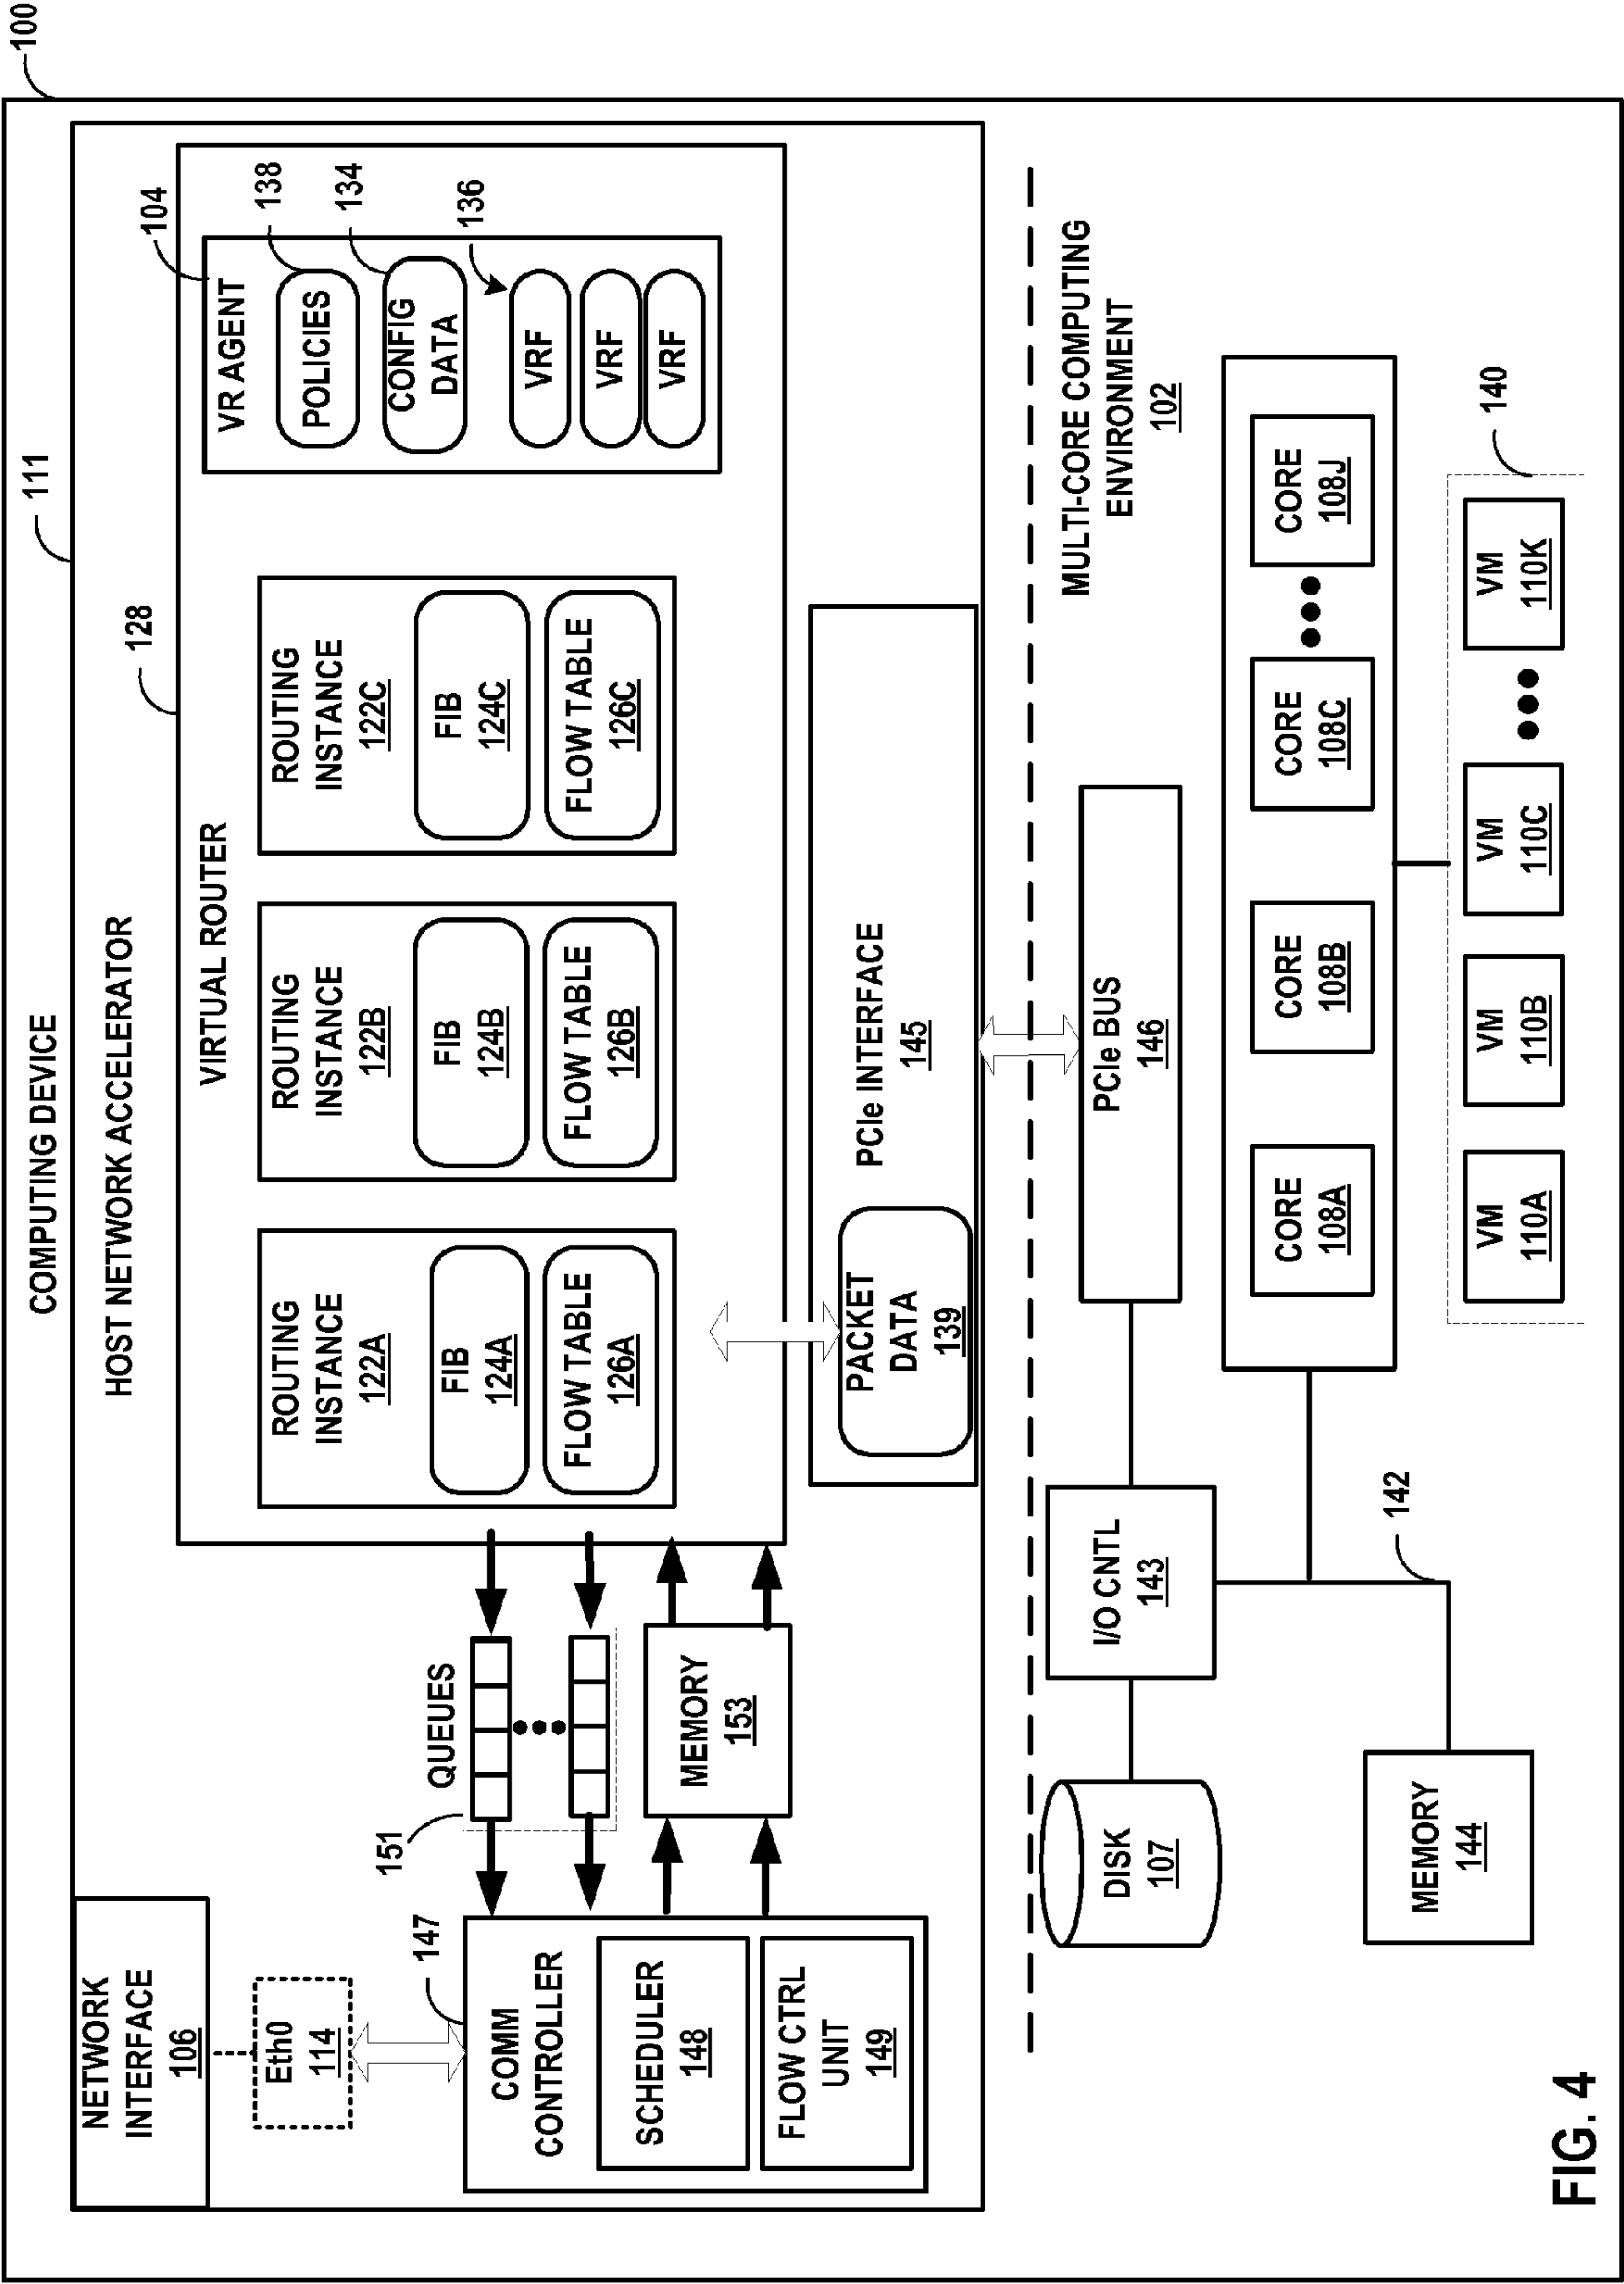 100
COMPUTING DEVICE
111
HOST NETWORK ACCELERATOR
128
NETWORK
INTERFACE
106
Eth0
114
147
COMM
CONTROLLER
SCHEDULER
148
FLOW CTRL
UNIT
149
151
QUEUES
MEMORY
153
VIRTUAL ROUTER
ROUTING
INSTANCE
122A
FIB
124A
FLOW TABLE
126A
ROUTING
INSTANCE
122B
FIB
124B
FLOW TABLE
126B
ROUTING
INSTANCE
122C
FIB
124C
FLOW TABLE
126C
104
VR AGENT
138
POLICIES
134
CONFIG
DATA
136
VRF
VRF
VRF
PACKET
DATA
139
PCIe INTERFACE
145
MULTI-CORE COMPUTING
ENVIRONMENT
102
DISK
107
I/O CNTL
143
PCIe BUS
146
142
MEMORY
144
CORE
108A
CORE
108B
CORE
108C
CORE
108J
140
VM
110A
VM
110B
VM
110C
VM
110K
FIG. 4